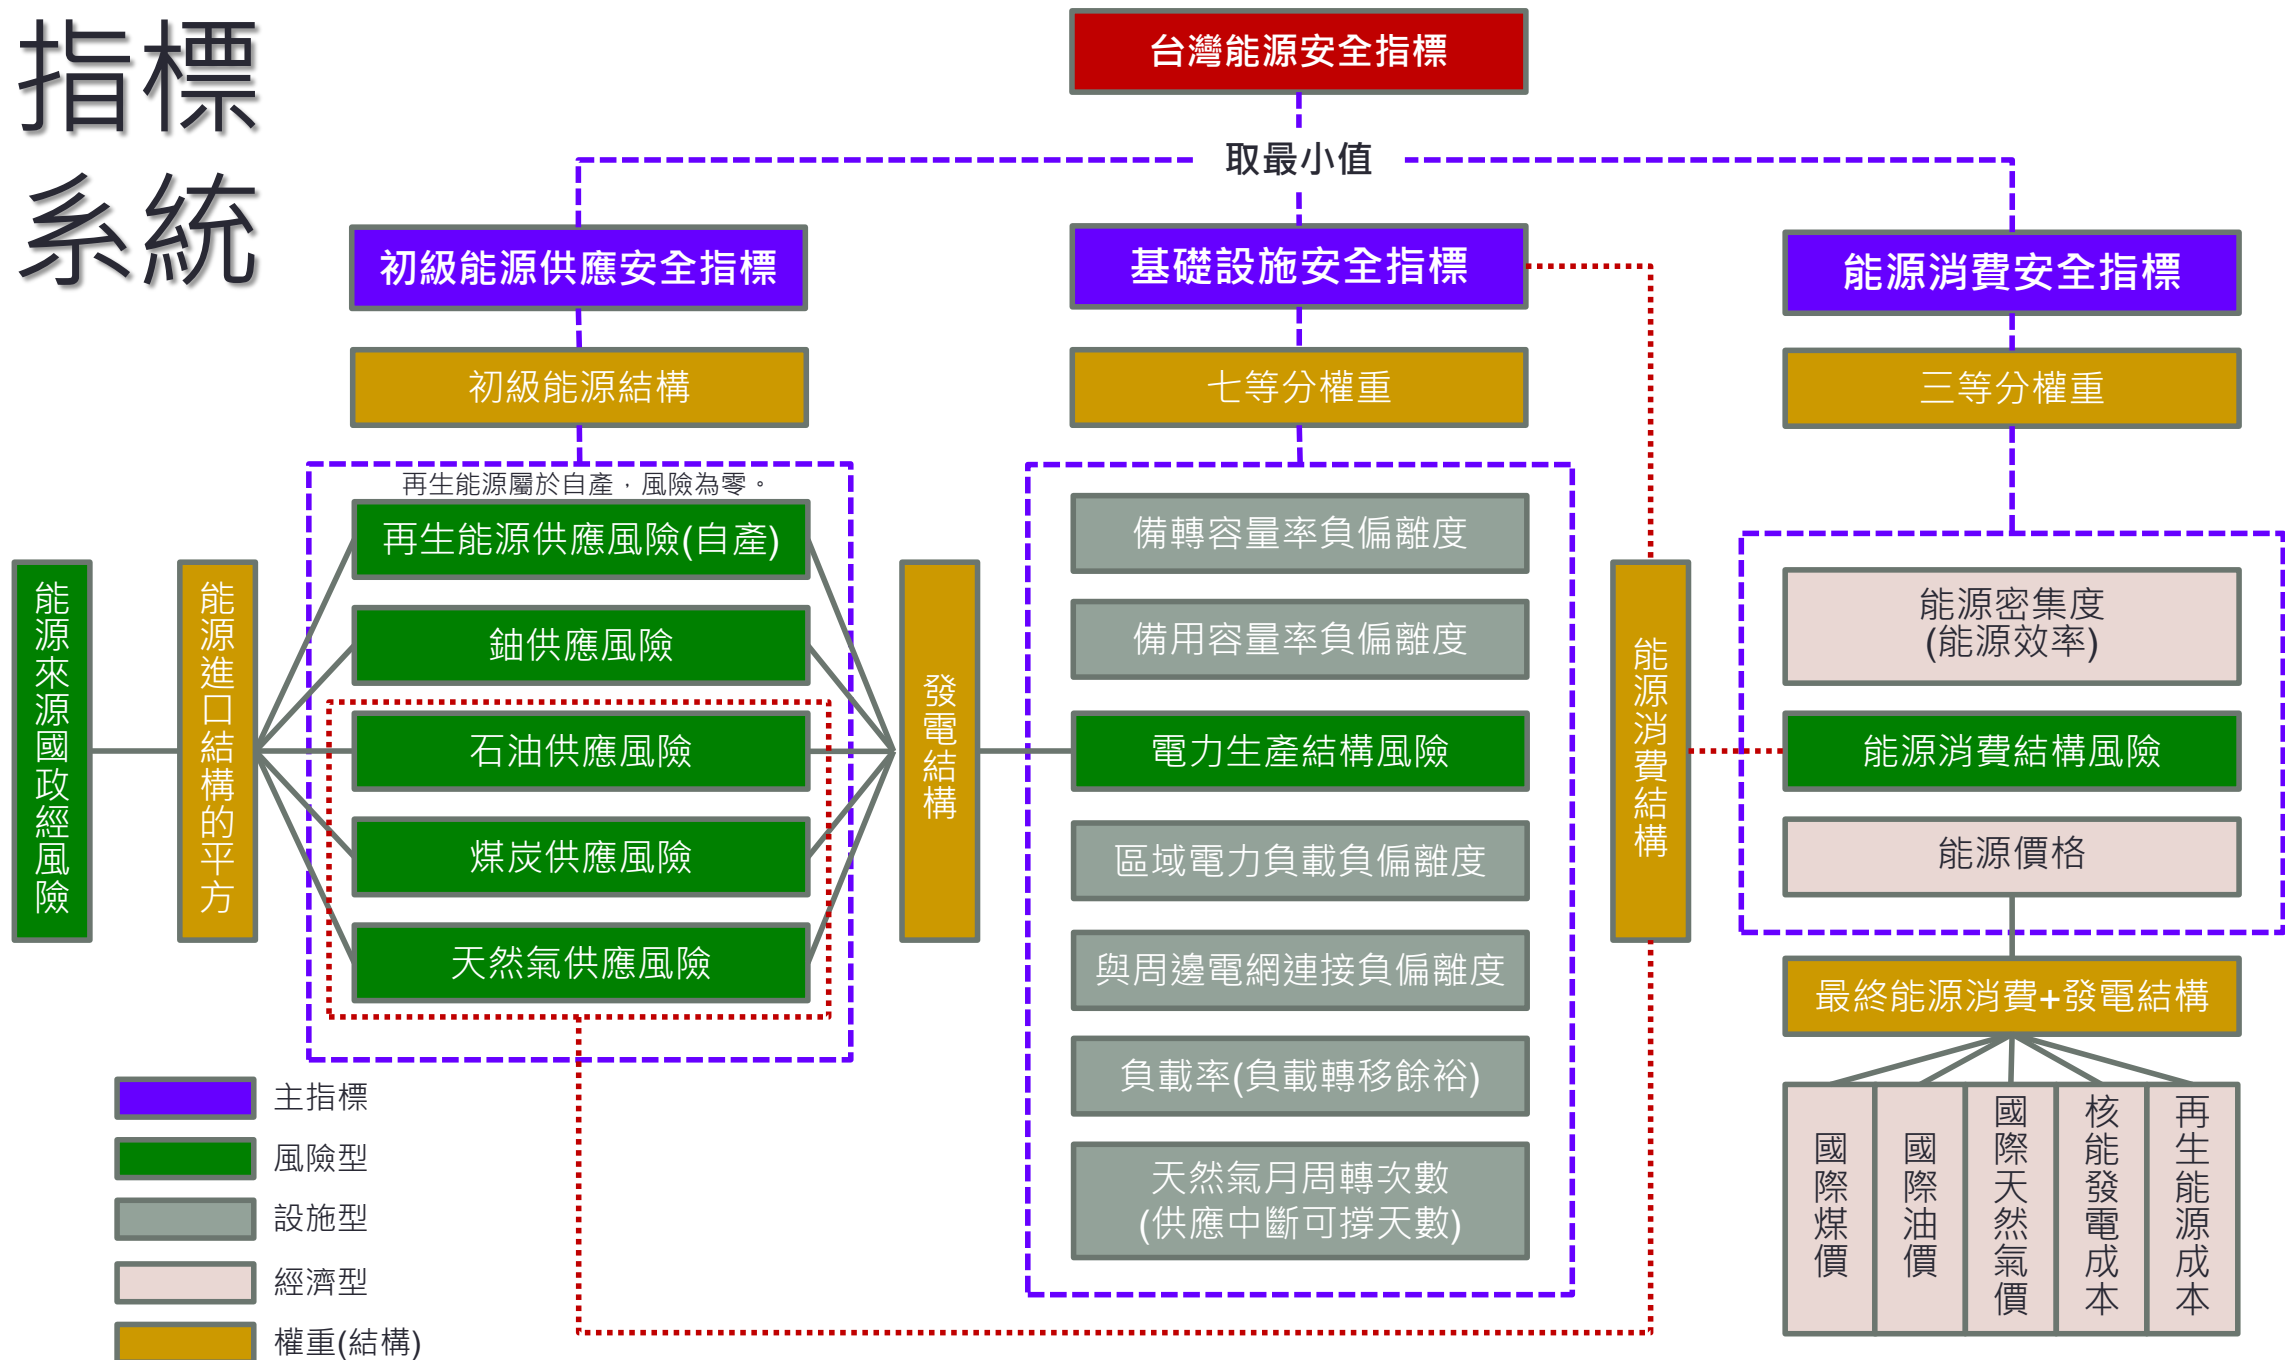 指標
系統
台灣能源安全指標
取最小值
初級能源供應安全指標
基礎設施安全指標
能源消費安全指標
初級能源結構
七等分權重
三等分權重
再生能源屬於自產，風險為零。
能源來源國政經風險
能源進口結構的平方
再生能源供應風險(自產)
鈾供應風險
石油供應風險
煤炭供應風險
天然氣供應風險
發電結構
備轉容量率負偏離度
備用容量率負偏離度
電力生產結構風險
區域電力負載負偏離度
與周邊電網連接負偏離度
負載率(負載轉移餘裕)
天然氣月周轉次數
(供應中斷可撐天數)
能源消費結構
能源密集度
(能源效率)
能源消費結構風險
能源價格
最終能源消費+發電結構
國際煤價
國際油價
國際天然氣價
核能發電成本
再生能源成本
主指標
風險型
設施型
經濟型
權重(結構)